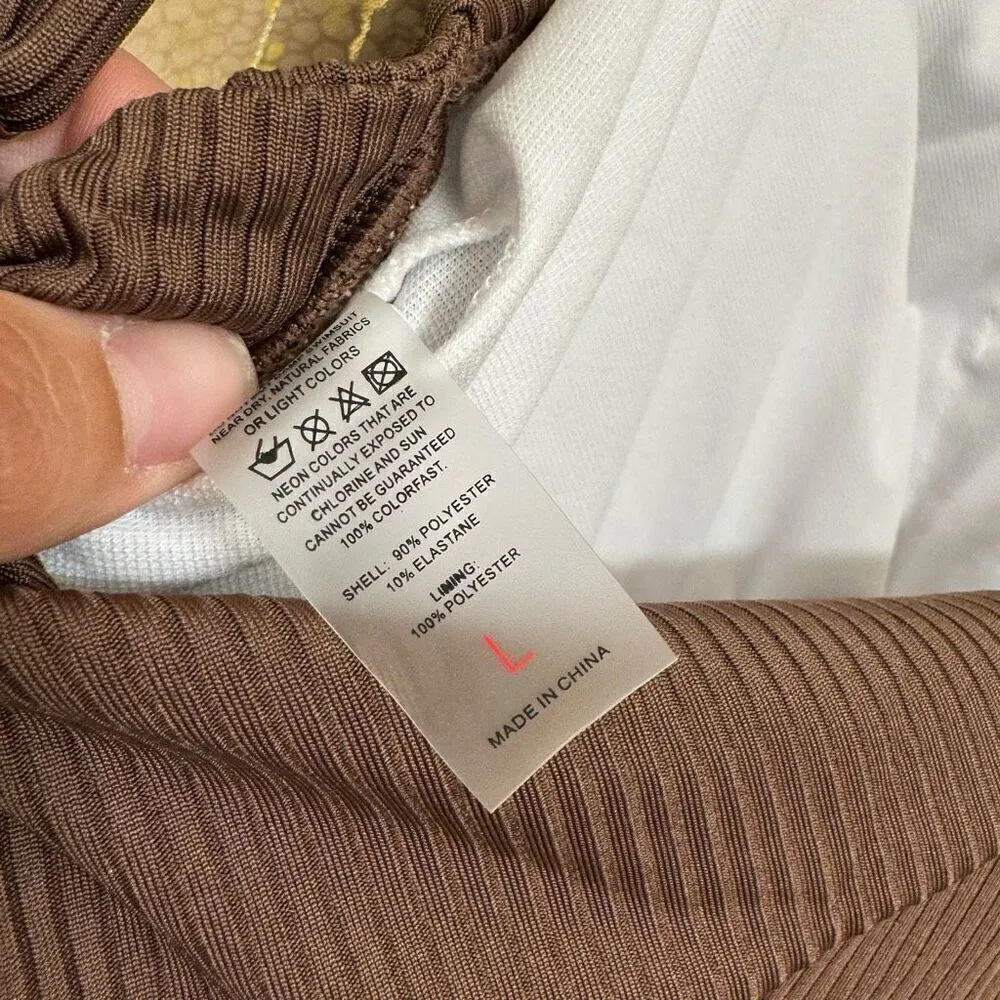 SWIMSUIT
NEAR DRY. NATURAL FABRICS
OR LIGHT COLORS
NEON COLORS THAT ARE
CONTINUALLY EXPOSED TO
CHLORINE AND SUN
CANNOT BE GUARANTEED
100% COLORFAST.
SHELL: 90% POLYESTER
10% ELASTANE
LINING:
100% POLYESTER
L
MADE IN CHINA